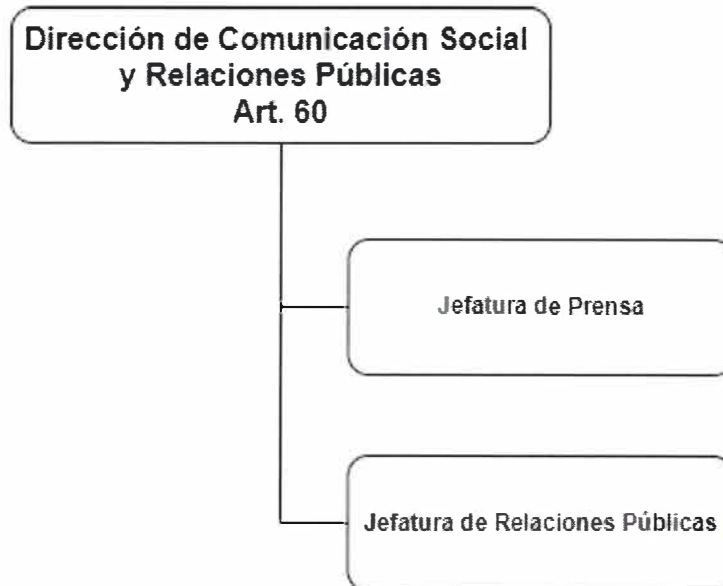 Dirección de Comunicación Social
y Relaciones Públicas
Art. 60
Jefatura de Prensa
Jefatura de Relaciones Públicas